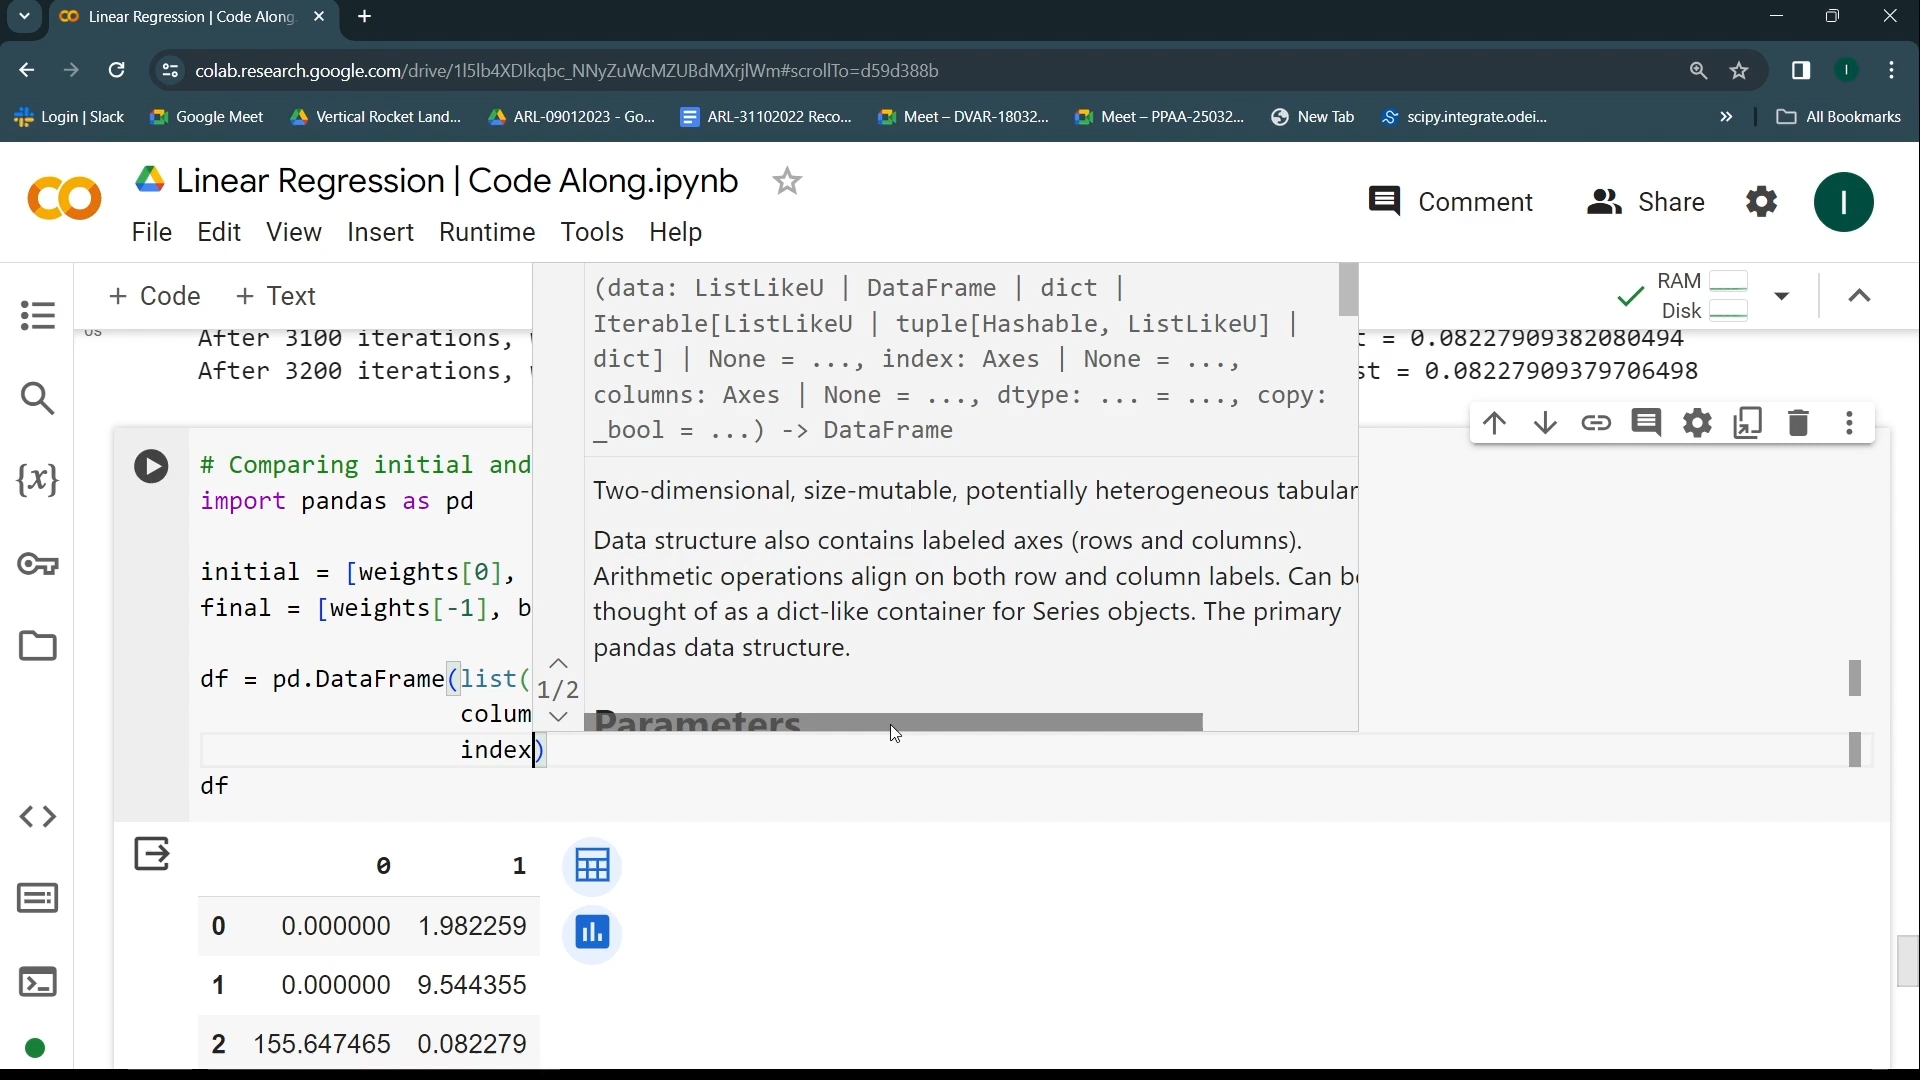 Linear Regression | Code Along
colab.research.google.com/drive/1l5lb4XDlkqbc_NNyZuWcMZUBdMXrjlWm#scrollTo=d59d388b
Login | Slack
Google Meet
Vertical Rocket Land...
ARL-09012023 - Go...
ARL-31102022 Reco...
Meet – DVAR-18032...
Meet – PPAA-25032...
New Tab
scipy.integrate.odei...
All Bookmarks
Linear Regression | Code Along.ipynb
Comment
Share
I
File Edit View Insert Runtime Tools Help
+ Code + Text
RAM
Disk
0s
After 3100 iterations,
t = 0.08227909382080494
After 3200 iterations,
st = 0.08227909379706498
(data: ListLikeU | DataFrame | dict |
Iterable[ListLikeU | tuple[Hashable, ListLikeU] |
dict] | None = ..., index: Axes | None = ...,
columns: Axes | None = ..., dtype: ... = ..., copy:
_bool = ...) -> DataFrame
Two-dimensional, size-mutable, potentially heterogeneous tabular
Data structure also contains labeled axes (rows and columns).
Arithmetic operations align on both row and column labels. Can be
thought of as a dict-like container for Series objects. The primary
pandas data structure.
Parameters
1/2
# Comparing initial and
import pandas as pd
initial = [weights[0],
final = [weights[-1], b
df = pd.DataFrame(list(
colum
index)
df
0 1
0 0.000000 1.982259
1 0.000000 9.544355
2 155.647465 0.082279